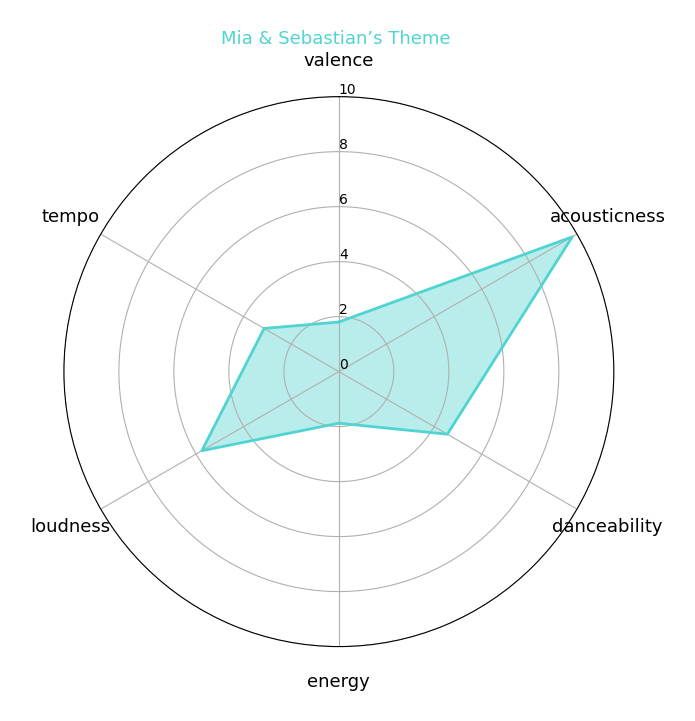 Mia & Sebastian’s Theme
valence
10
8
6
4
2
0
tempo
acousticness
loudness
danceability
energy